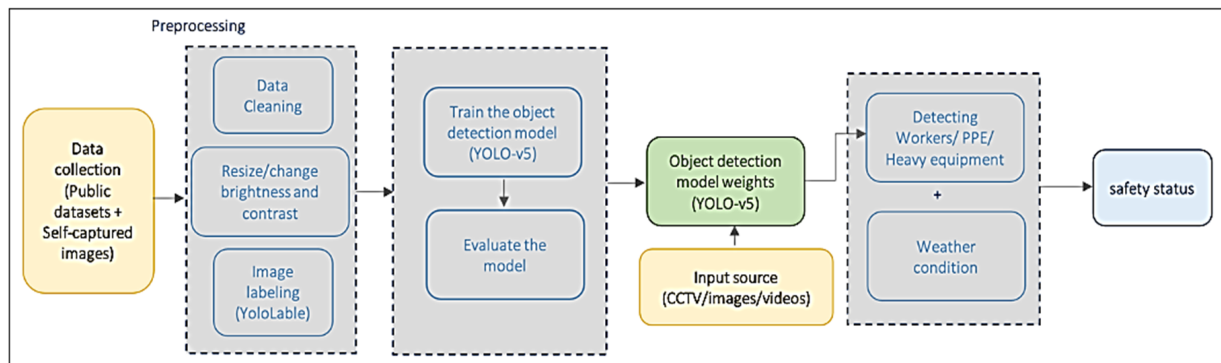 Preprocessing
Data
collection
(Public
datasets +
Self-captured
images)
Data
Cleaning
Resize/change
brightness and
contrast
Image
labeling
(YoloLable)
Train the object
detection model
(YOLO-v5)
Evaluate the
model
Object detection
model weights
(YOLO-v5)
Input source
(CCTV/images/videos)
Detecting
Workers/ PPE/
Heavy equipment
+
Weather
condition
safety status